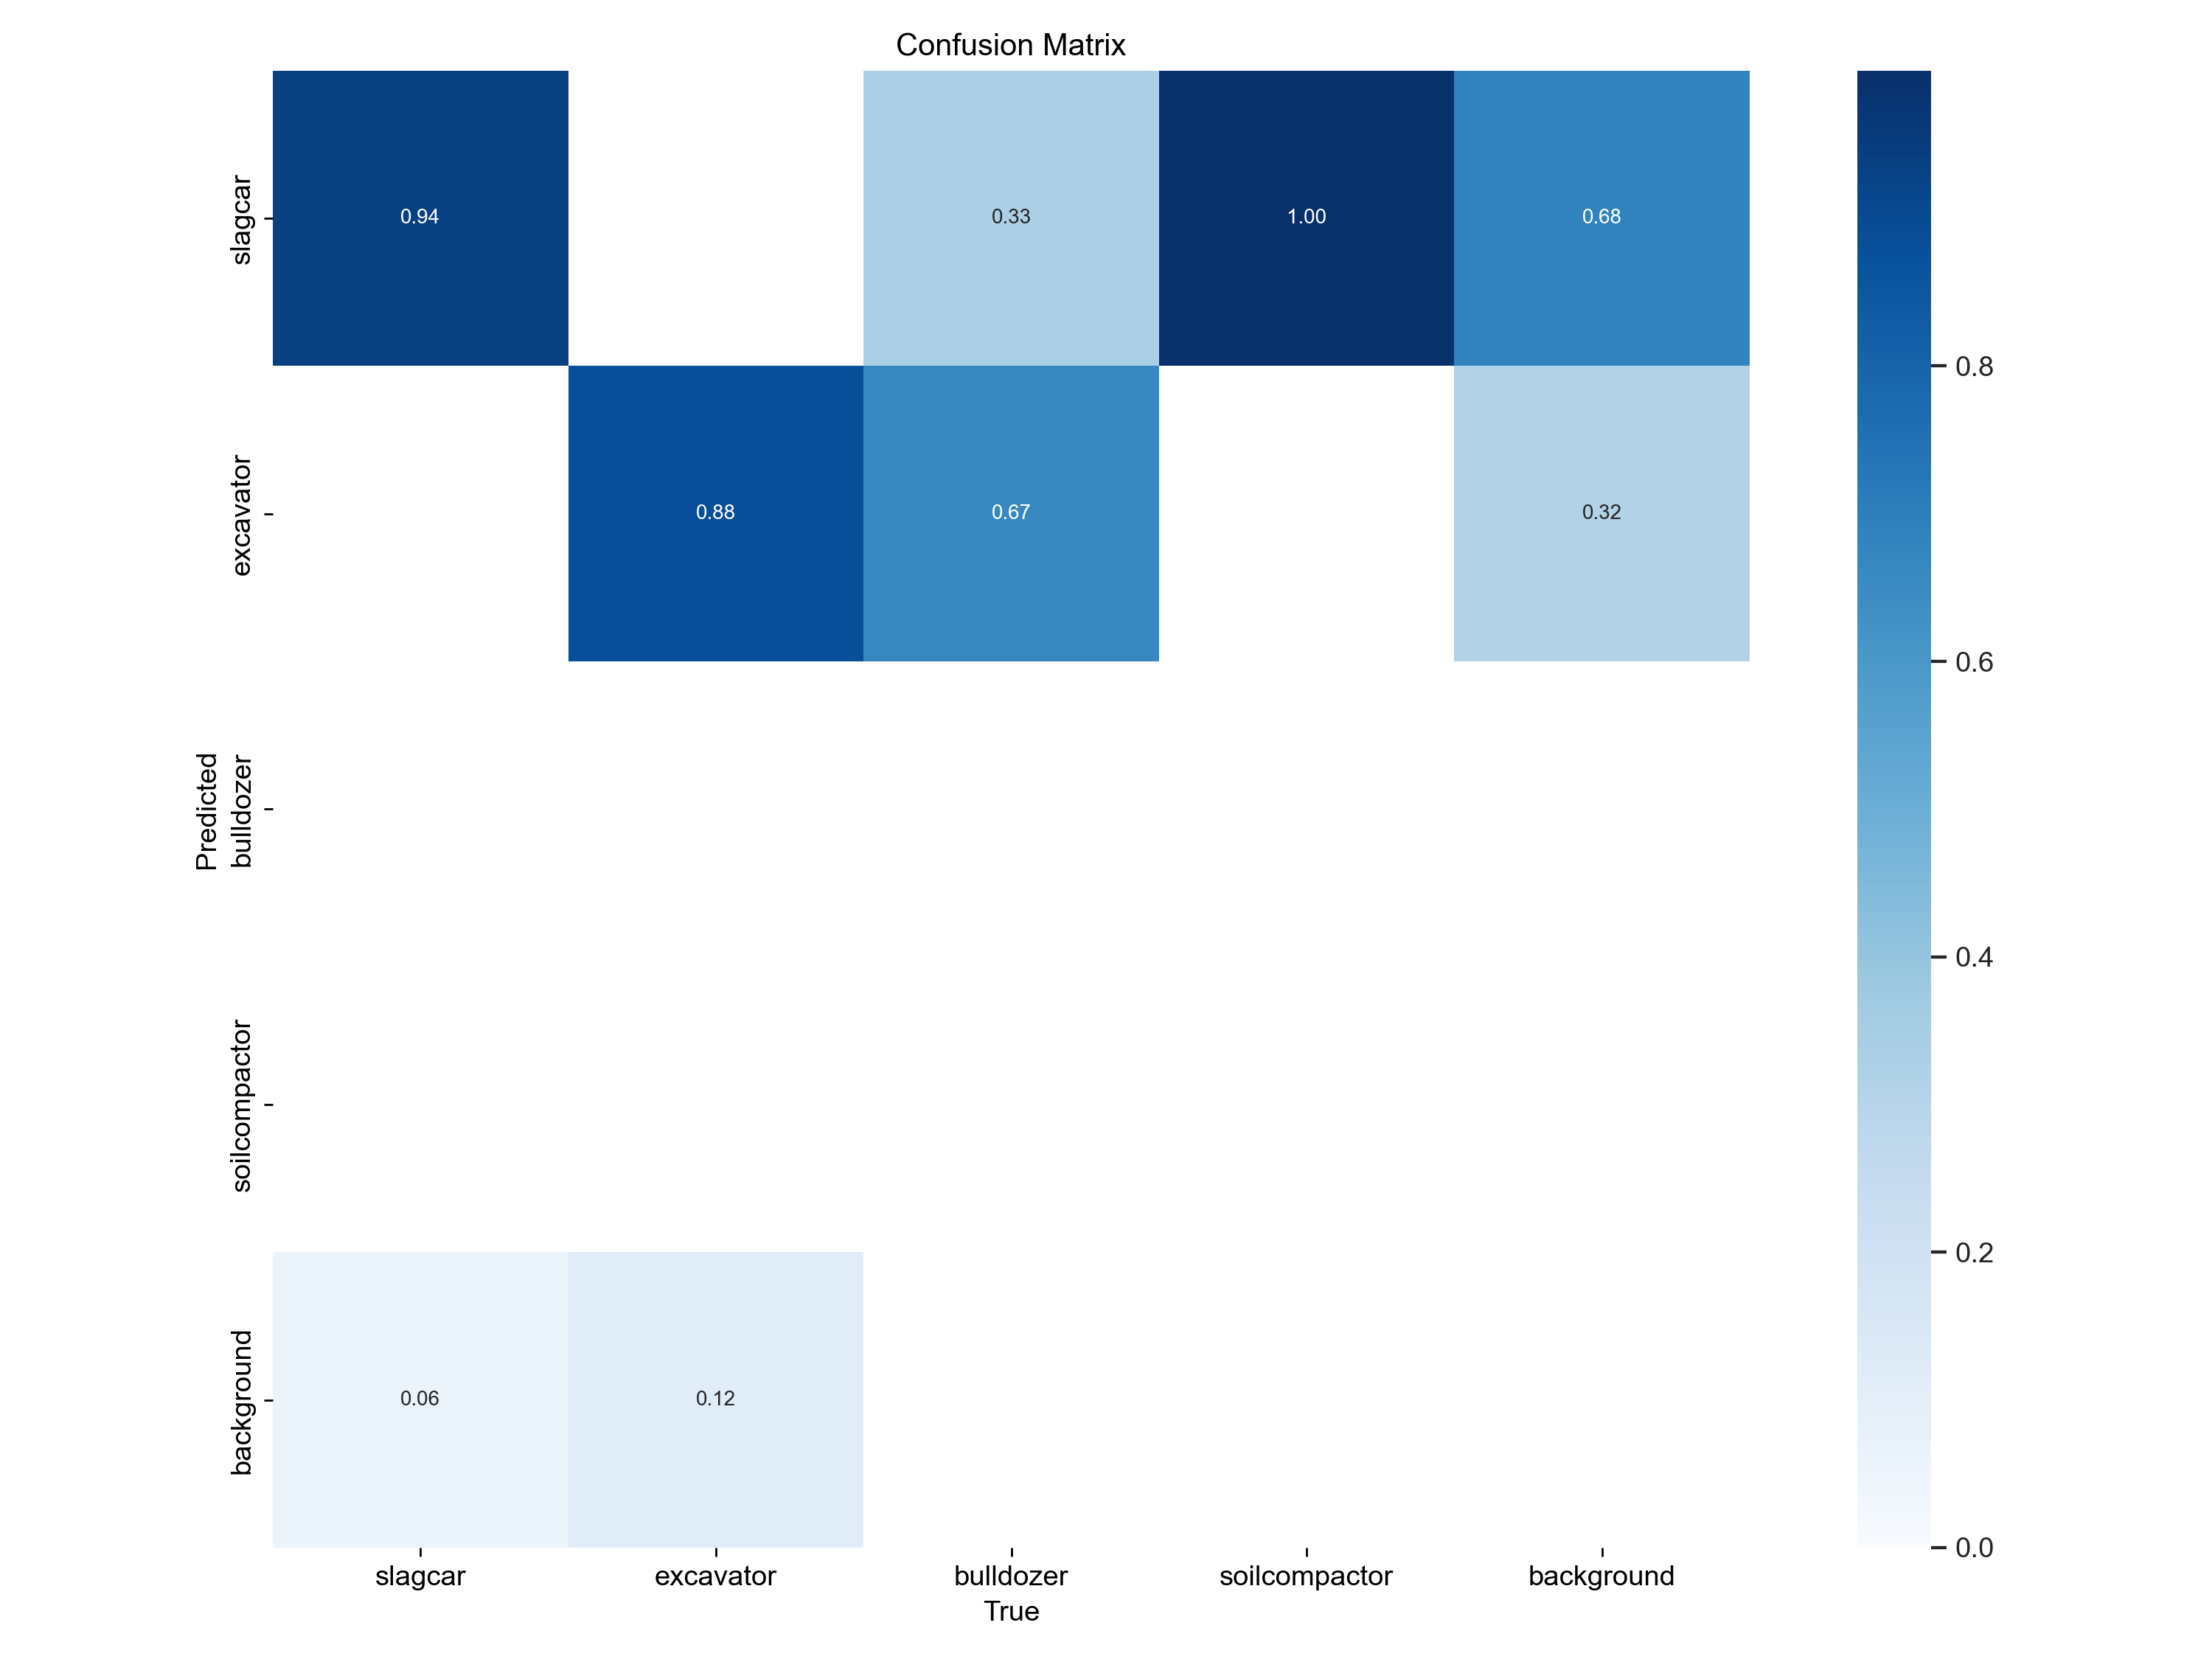 Confusion Matrix
slagcar
0.94
0.33
1.00
0.68
0.8
excavator
0.88
0.67
0.32
0.6
Predicted
bulldozer
0.4
soilcompactor
0.2
background
0.06
0.12
0.0
slagcar
excavator
bulldozer
soilcompactor
background
True